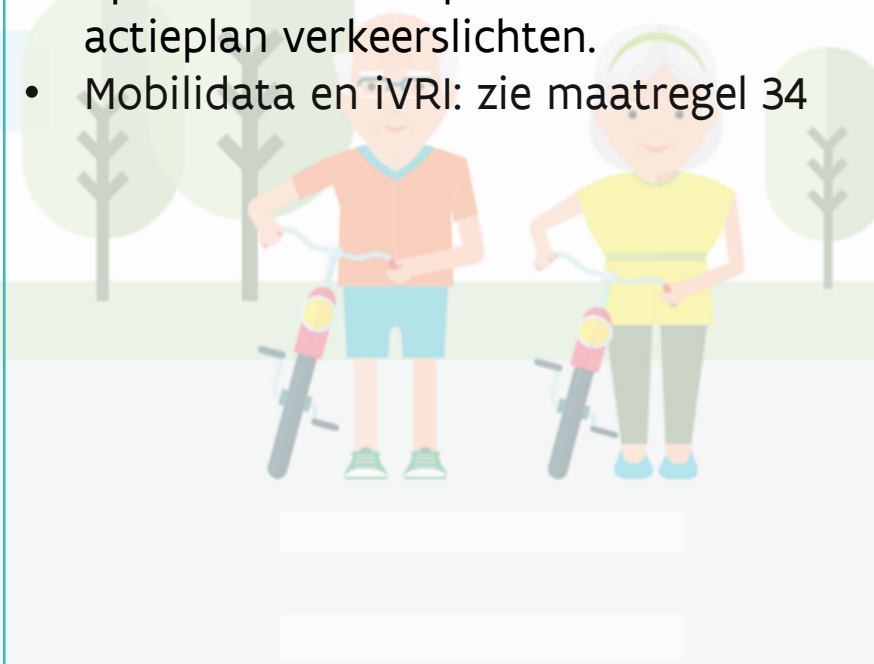 actieplan verkeerslichten.
• Mobilidata en iVRI: zie maatregel 34